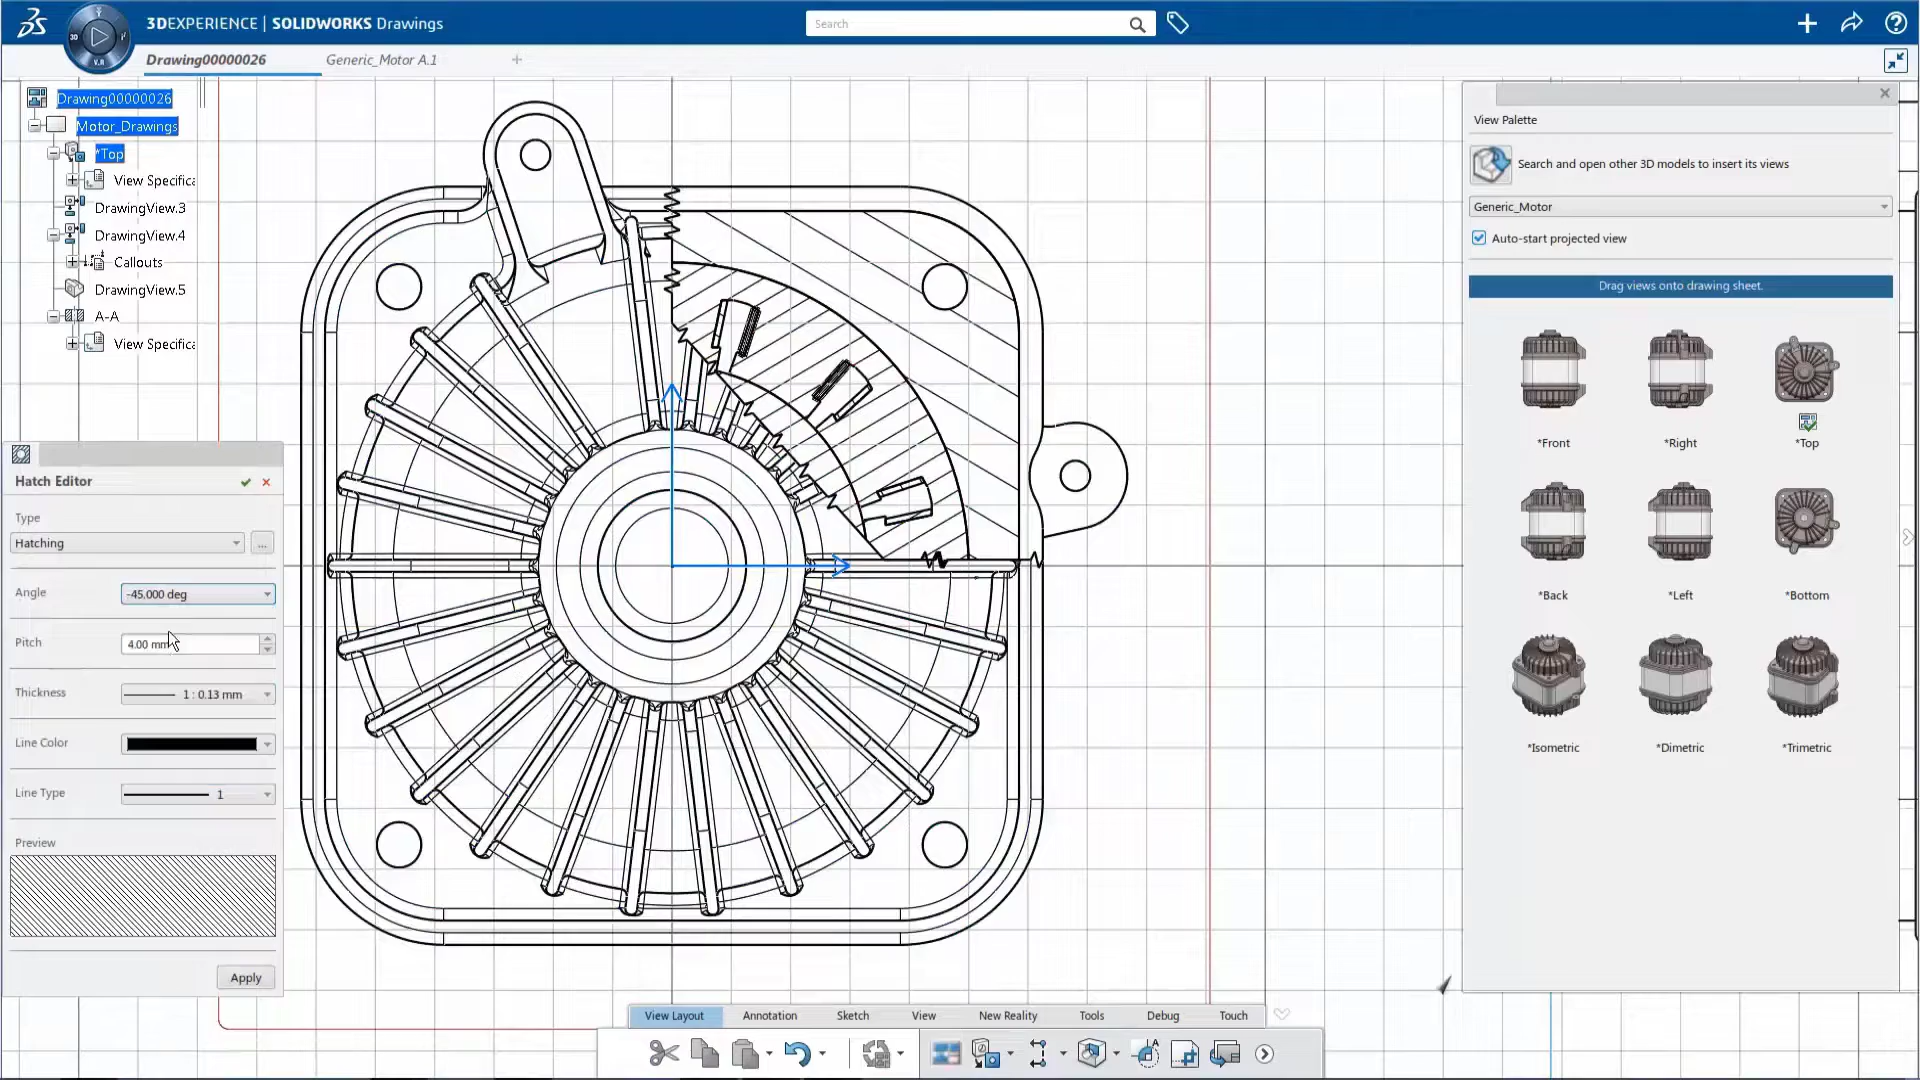 3DEXPERIENCE | SOLIDWORKS Drawings
Search
3D
V.R
Drawing00000026
Generic_Motor A.1
Drawing00000026
Motor_Drawings
*Top
View Specifica
DrawingView.3
DrawingView.4
Callouts
DrawingView.5
A-A
View Specifica
Hatch Editor
Type
Hatching
...
Angle
-45.000 deg
Pitch
4.00 mm
Thickness
1 : 0.13 mm
Line Color
Line Type
1
Preview
Apply
View Palette
Search and open other 3D models to insert its views
Generic_Motor
Auto-start projected view
Drag views onto drawing sheet.
*Front
*Right
*Top
*Back
*Left
*Bottom
*Isometric
*Dimetric
*Trimetric
View Layout
Annotation
Sketch
View
New Reality
Tools
Debug
Touch